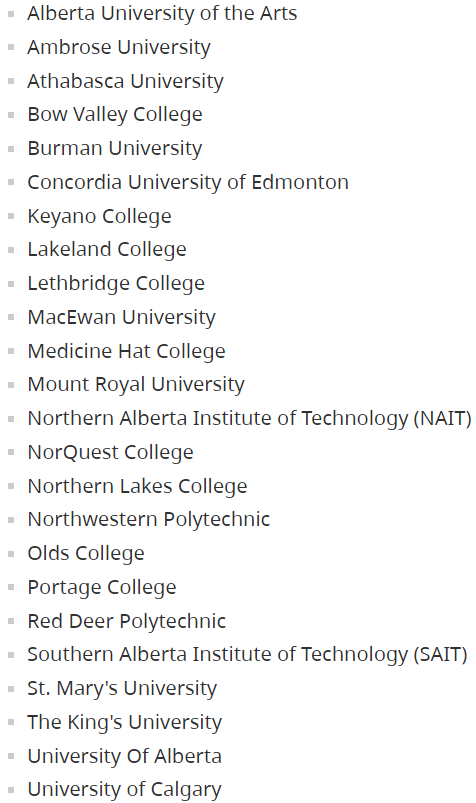 Alberta University of the Arts
Ambrose University
Athabasca University
Bow Valley College
Burman University
Concordia University of Edmonton
Keyano College
Lakeland College
Lethbridge College
MacEwan University
Medicine Hat College
Mount Royal University
Northern Alberta Institute of Technology (NAIT)
NorQuest College
Northern Lakes College
Northwestern Polytechnic
Olds College
Portage College
Red Deer Polytechnic
Southern Alberta Institute of Technology (SAIT)
St. Mary's University
The King's University
University Of Alberta
University of Calgary